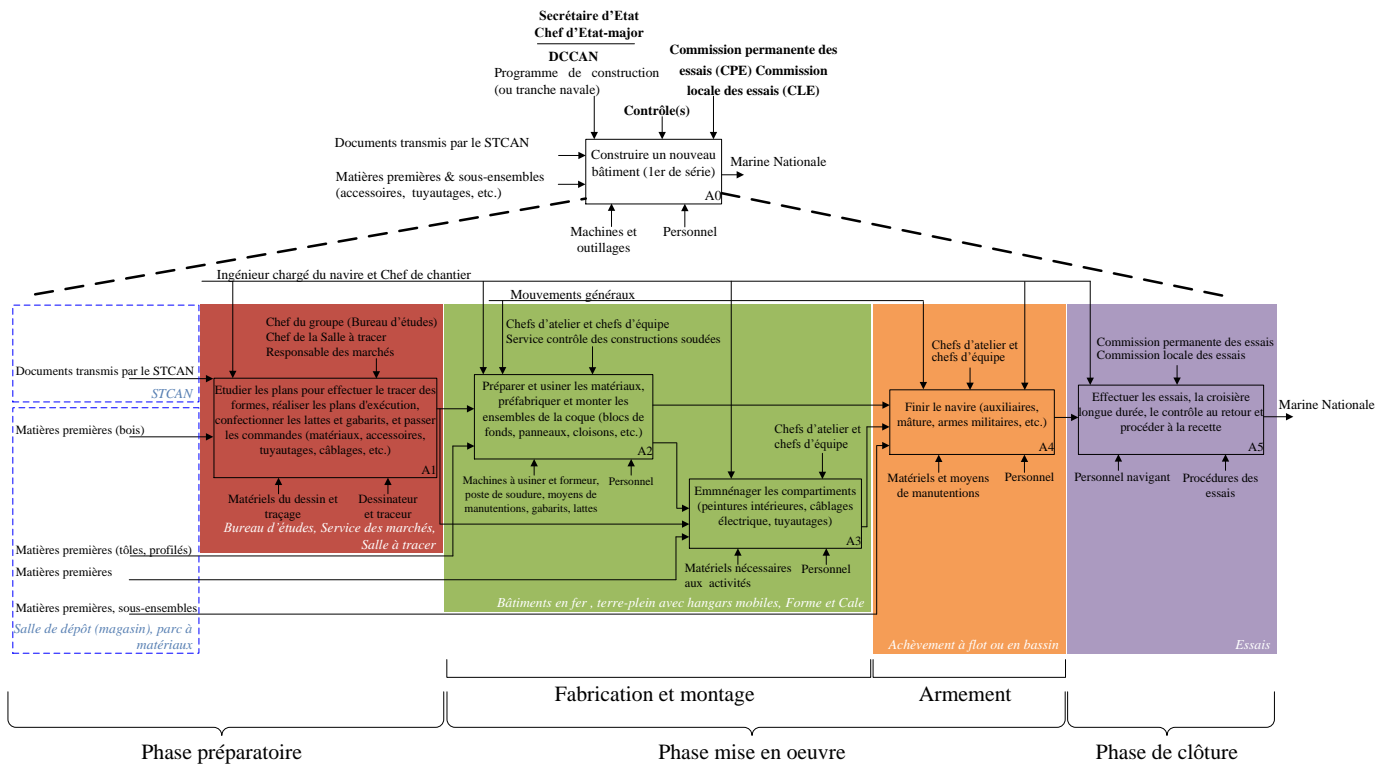 Secrétaire d'Etat
Chef d'Etat-major
DCCAN
Programme de construction
(ou tranche navale)
Commission permanente des
essais (CPE) Commission
locale des essais (CLE)
Contrôle(s)
Documents transmis par le STCAN
Matières premières & sous-ensembles
(accessoires, tuyautages, etc.)
Construire un nouveau
bâtiment (1er de série)
A0
Marine Nationale
Machines et
outillages
Personnel
Ingénieur chargé du navire et Chef de chantier
Mouvements généraux
Documents transmis par le STCAN
STCAN
Matières premières (bois)
Matières premières (tôles, profilés)
Matières premières
Matières premières, sous-ensembles
Salle de dépôt (magasin), parc à
matériaux
Chef du groupe (Bureau d'études)
Chef de la Salle à tracer
Responsable des marchés
Etudier les plans pour effectuer le tracer des
formes, réaliser les plans d'exécution,
confectionner les lattes et gabarits, et passer
les commandes (matériaux, accessoires,
tuyautages, câblages, etc.)
A1
Matériels du dessin et
traçage
Dessinateur
et traceur
Bureau d'études, Service des marchés,
Salle à tracer
Chefs d'atelier et chefs d'équipe
Service contrôle des constructions soudées
Préparer et usiner les matériaux,
préfabriquer et monter les
ensembles de la coque (blocs de
fonds, panneaux, cloisons, etc.)
A2
Machines à usiner et formeur,
poste de soudure, moyens de
manutentions, gabarits, lattes
Personnel
Chefs d'atelier et
chefs d'équipe
Emmnénager les compartiments
(peintures intérieures, câblages
électrique, tuyautages)
A3
Matériels nécessaires
aux activités
Personnel
Bâtiments en fer , terre-plein avec hangars mobiles, Forme et Cale
Chefs d'atelier et
chefs d'équipe
Finir le navire (auxiliaires,
mâture, armes militaires, etc.)
A4
Matériels et moyens
de manutentions
Personnel
Achèvement à flot ou en bassin
Commission permanente des essais
Commission locale des essais
Effectuer les essais, la croisière
longue durée, le contrôle au retour et
procéder à la recette
A5
Personnel navigant
Procédures des
essais
Essais
Marine Nationale
Fabrication et montage
Armement
Phase préparatoire
Phase mise en oeuvre
Phase de clôture